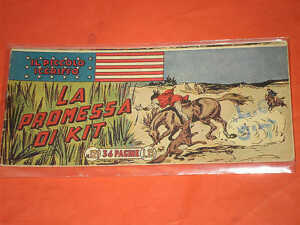 IL PICCOLO
SCERIFFO
LA
PROMESSA
DI KIT
36 PAGINE